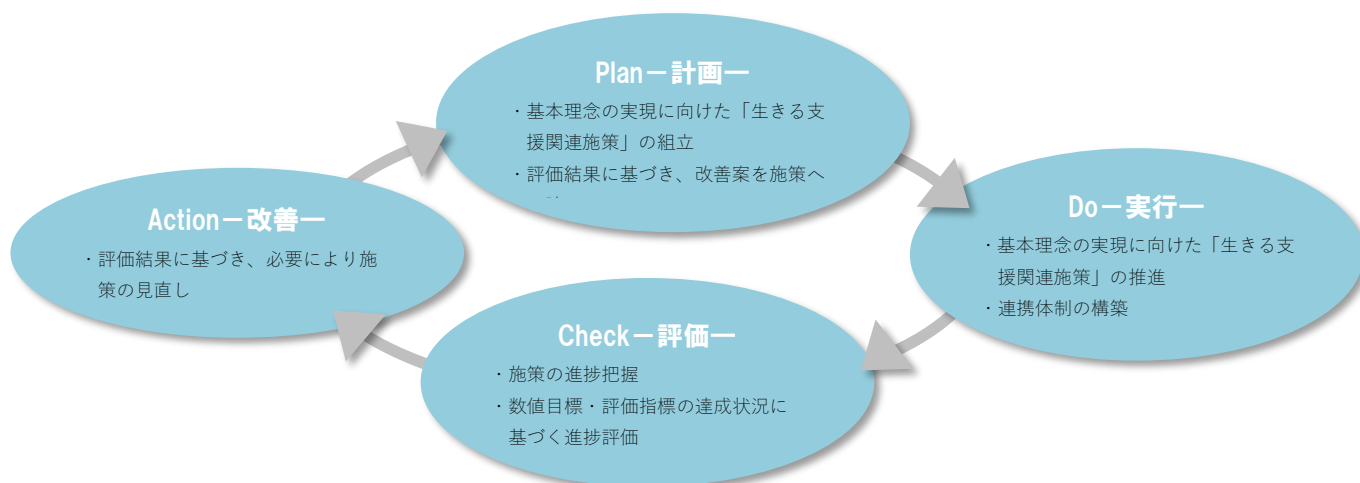 Plan－計画―
・基本理念の実現に向けた「生きる支
援関連施策」の組立
・評価結果に基づき、改善案を施策へ
Do－実行―
・基本理念の実現に向けた「生きる支
援関連施策」の推進
・連携体制の構築
Check－評価―
・施策の進捗把握
・数値目標・評価指標の達成状況に
基づく進捗評価
Action－改善―
・評価結果に基づき、必要により施
策の見直し